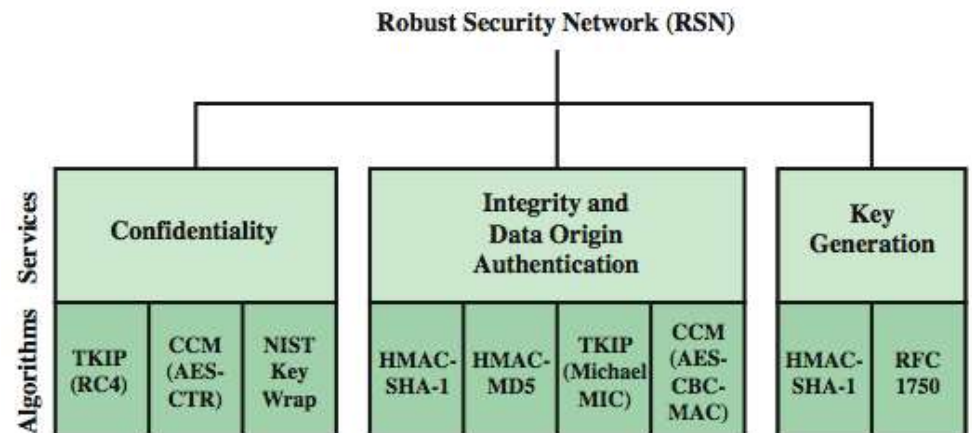 Robust Security Network (RSN)
Services
Confidentiality
Integrity and
Data Origin
Authentication
Key
Generation
Algorithms
TKIP
(RC4)
CCM
(AES-
CTR)
NIST
Key
Wrap
HMAC-
SHA-1
HMAC-
MD5
TKIP
(Michael
MIC)
CCM
(AES-
CBC-
MAC)
HMAC-
SHA-1
RFC
1750